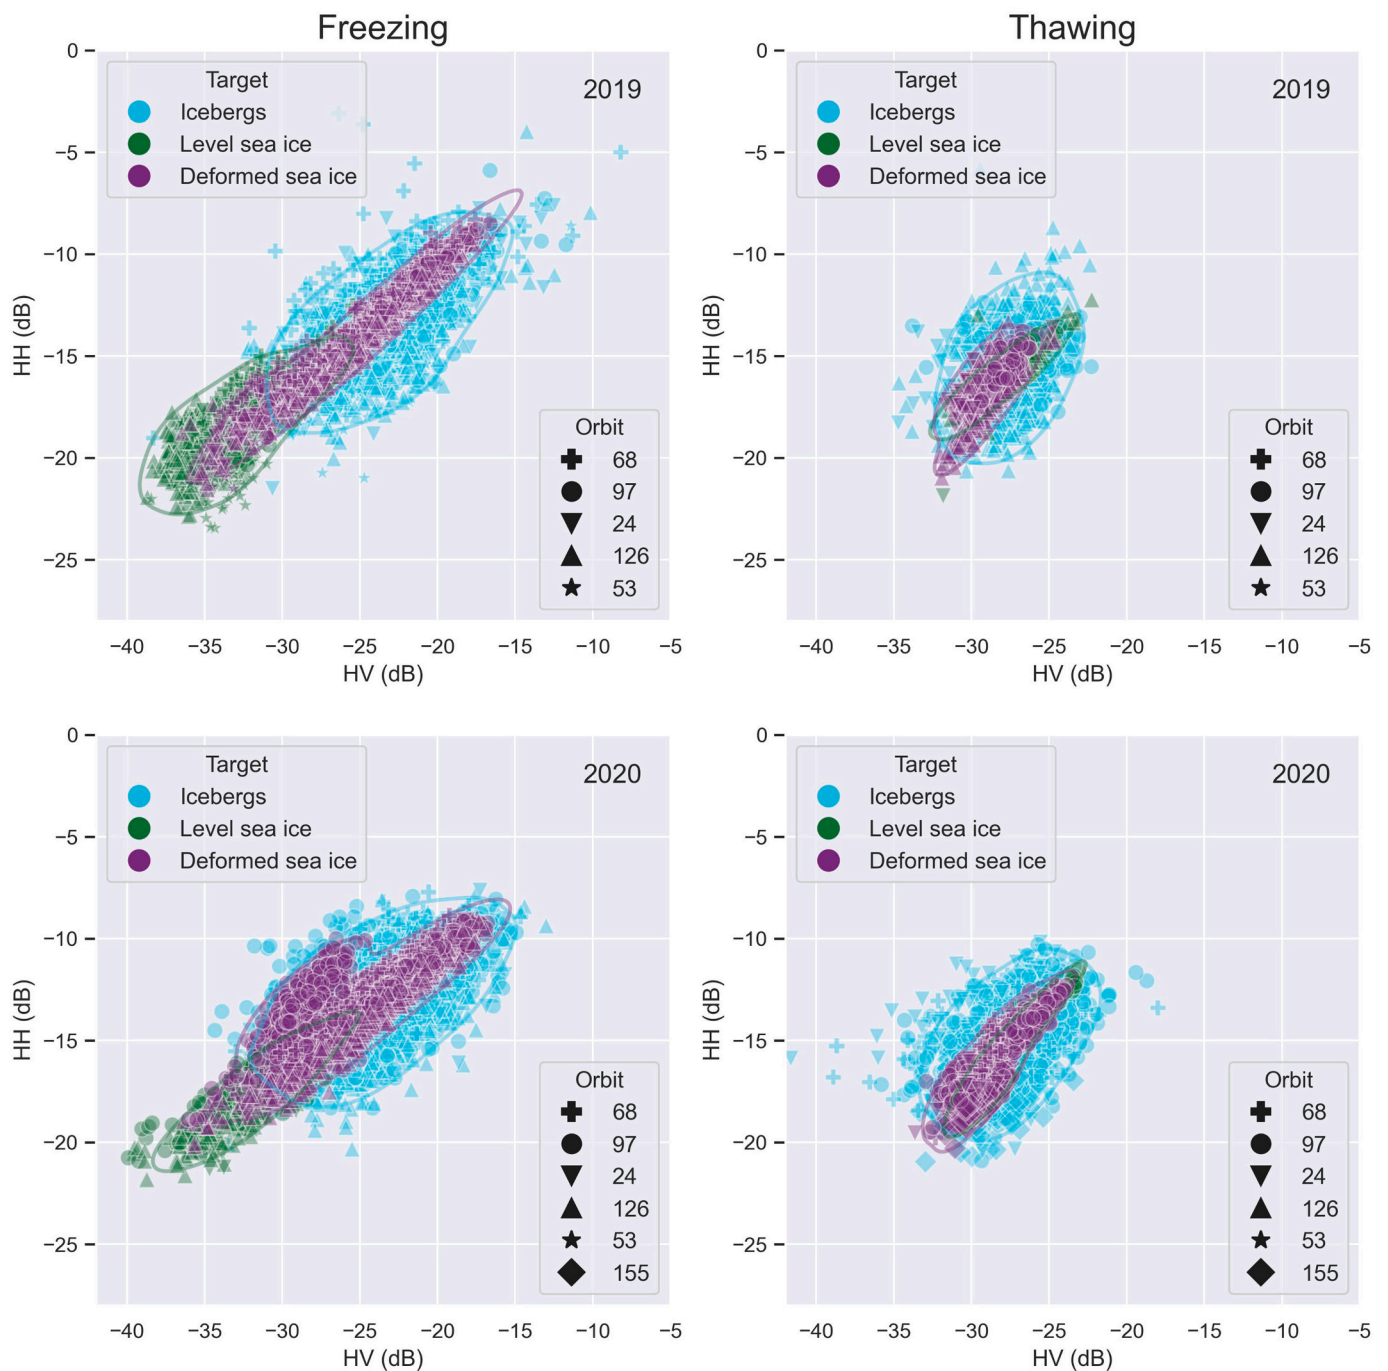 Freezing
Thawing
0
−5
−10
−15
−20
−25
HH (dB)
Target
Icebergs
Level sea ice
Deformed sea ice
2019
Orbit
68
97
24
126
53
−40
−35
−30
−25
−20
−15
−10
−5
HV (dB)
0
−5
−10
−15
−20
−25
HH (dB)
Target
Icebergs
Level sea ice
Deformed sea ice
2019
Orbit
68
97
24
126
53
−40
−35
−30
−25
−20
−15
−10
−5
HV (dB)
0
−5
−10
−15
−20
−25
HH (dB)
Target
Icebergs
Level sea ice
Deformed sea ice
2020
Orbit
68
97
24
126
53
155
−40
−35
−30
−25
−20
−15
−10
−5
HV (dB)
0
−5
−10
−15
−20
−25
HH (dB)
Target
Icebergs
Level sea ice
Deformed sea ice
2020
Orbit
68
97
24
126
53
155
−40
−35
−30
−25
−20
−15
−10
−5
HV (dB)